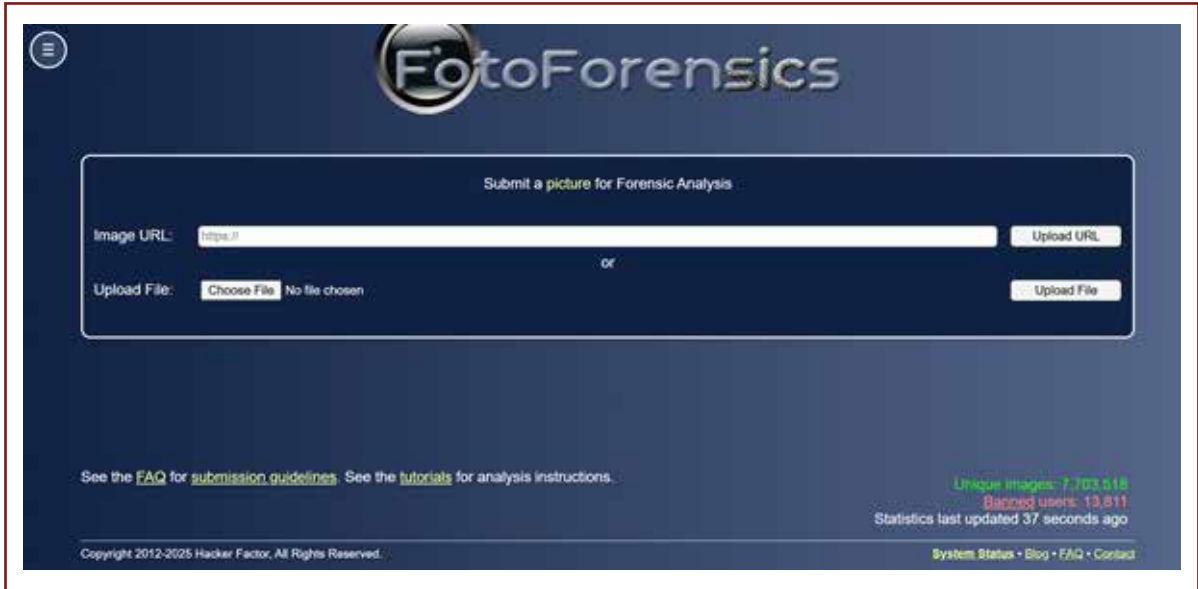 FotoForensics
Submit a picture for Forensic Analysis
Image URL: https:// Upload URL
or
Upload File: Choose File No file chosen Upload File
See the FAQ for submission guidelines. See the tutorials for analysis instructions.
Unique images: 7,703,518
Banned users: 13,811
Statistics last updated 37 seconds ago
Copyright 2012-2025 Hacker Factor, All Rights Reserved. System Status • Blog • FAQ • Contact